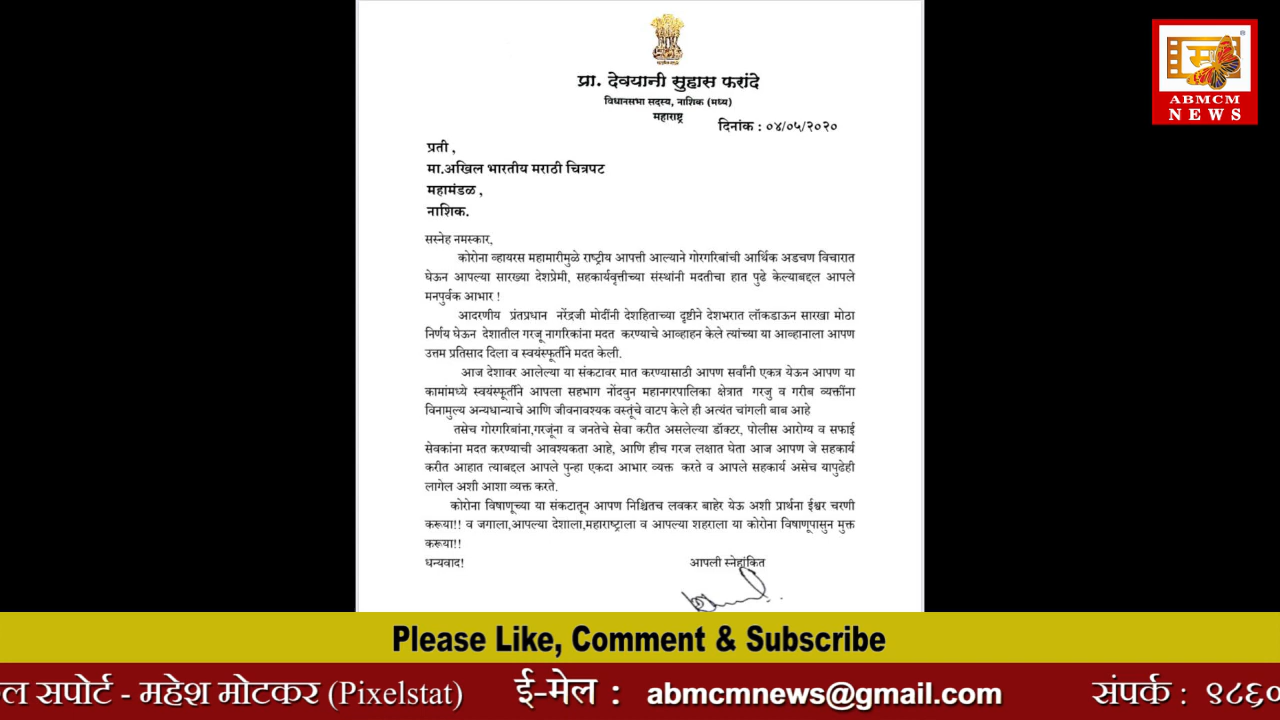 प्रा. देवयानी सुहास फरांदे
विधानसभा सदस्य, नाशिक (मध्य)
महाराष्ट्र
दिनांक : ०४/०५/२०२०
प्रती ,
मा.अखिल भारतीय मराठी चित्रपट
महामंडळ ,
नाशिक.
सस्नेह नमस्कार,
कोरोना व्हायरस महामारीमुळे राष्ट्रीय आपत्ती आल्याने गोरगरिबांची आर्थिक अडचण विचारात
घेऊन आपल्या सारख्या देशप्रेमी, सहकार्यवृत्तीच्या संस्थांनी मदतीचा हात पुढे केल्याबद्दल आपले
मनपुर्वक आभार !
आदरणीय प्रंतप्रधान नरेंद्रजी मोदींनी देशहिताच्या दृष्टीने देशभरात लॉकडाऊन सारखा मोठा
निर्णय घेऊन देशातील गरजू नागरिकांना मदत करण्याचे आव्हाहन केले त्यांच्या या आव्हानाला आपण
उत्तम प्रतिसाद दिला व स्वयंस्फूर्तीने मदत केली.
आज देशावर आलेल्या या संकटावर मात करण्यासाठी आपण सर्वांनी एकत्र येऊन आपण या
कामांमध्ये स्वयंस्फूर्तीने आपला सहभाग नोंदवुन महानगरपालिका क्षेत्रात गरजु व गरीब व्यक्तींना
विनामुल्य अन्यधान्याचे आणि जीवनावश्यक वस्तूंचे वाटप केले ही अत्यंत चांगली बाब आहे
तसेच गोरगरिबांना,गरजूंना व जनतेचे सेवा करीत असलेल्या डॉक्टर, पोलीस आरोग्य व सफाई
सेवकांना मदत करण्याची आवश्यकता आहे, आणि हीच गरज लक्षात घेता आज आपण जे सहकार्य
करीत आहात त्याबद्दल आपले पुन्हा एकदा आभार व्यक्त करते व आपले सहकार्य असेच यापुढेही
लागेल अशी आशा व्यक्त करते.
कोरोना विषाणूच्या या संकटातून आपण निश्चितच लवकर बाहेर येऊ अशी प्रार्थना ईश्वर चरणी
करूया!! व जगाला,आपल्या देशाला,महाराष्ट्राला व आपल्या शहराला या कोरोना विषाणूपासुन मुक्त
करूया!!
धन्यवाद! आपली स्नेहांकित
ABMCM
NEWS
Please Like, Comment & Subscribe
ल सपोर्ट - महेश मोटकर (Pixelstat) ई-मेल : abmcmnews@gmail.com संपर्क : ९८६०